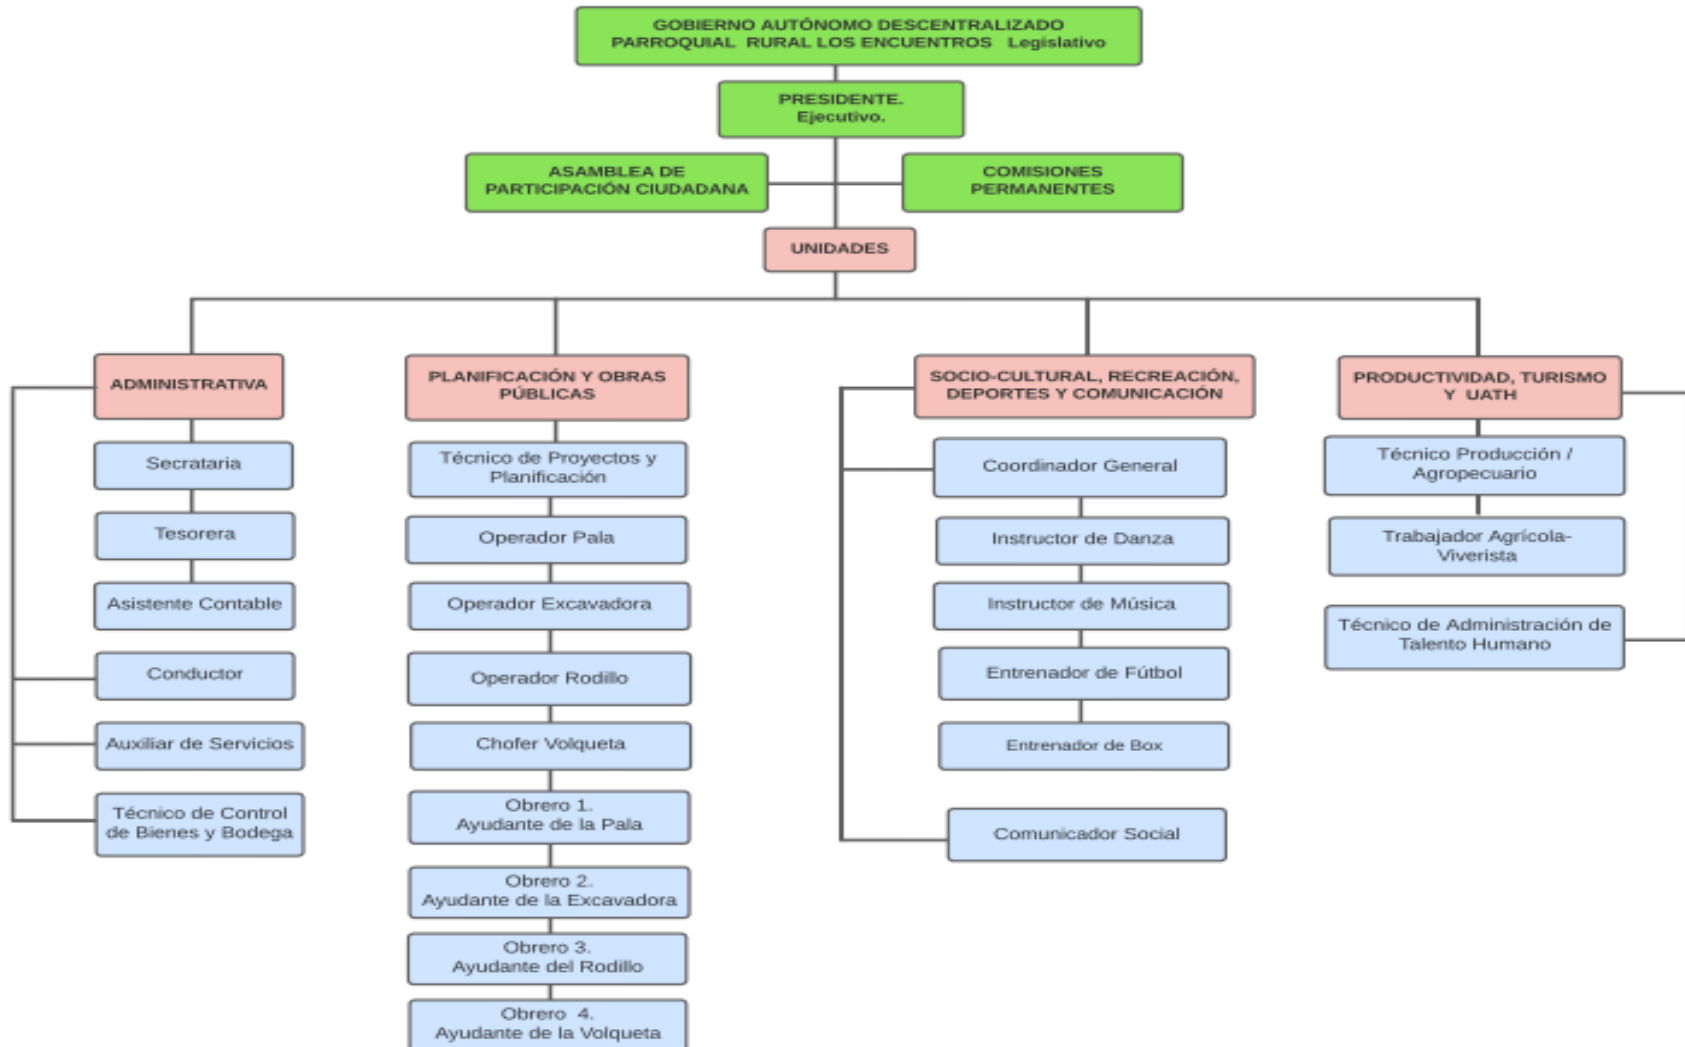 GOBIERNO AUTÓNOMO DESCENTRALIZADO
PARROQUIAL RURAL LOS ENCUENTROS Legislativo
PRESIDENTE.
Ejecutivo.
ASAMBLEA DE
PARTICIPACIÓN CIUDADANA
COMISIONES
PERMANENTES
UNIDADES
ADMINISTRATIVA
Secretaria
Tesorera
Asistente Contable
Conductor
Auxiliar de Servicios
Técnico de Control
de Bienes y Bodega
PLANIFICACIÓN Y OBRAS
PÚBLICAS
Técnico de Proyectos y
Planificación
Operador Pala
Operador Excavadora
Operador Rodillo
Chofer Volqueta
Obrero 1.
Ayudante de la Pala
Obrero 2.
Ayudante de la Excavadora
Obrero 3.
Ayudante del Rodillo
Obrero 4.
Ayudante de la Volqueta
SOCIO-CULTURAL, RECREACIÓN,
DEPORTES Y COMUNICACIÓN
Coordinador General
Instructor de Danza
Instructor de Música
Entrenador de Fútbol
Entrenador de Box
Comunicador Social
PRODUCTIVIDAD, TURISMO
Y UATH
Técnico Producción /
Agropecuario
Trabajador Agrícola-
Viverista
Técnico de Administración de
Talento Humano